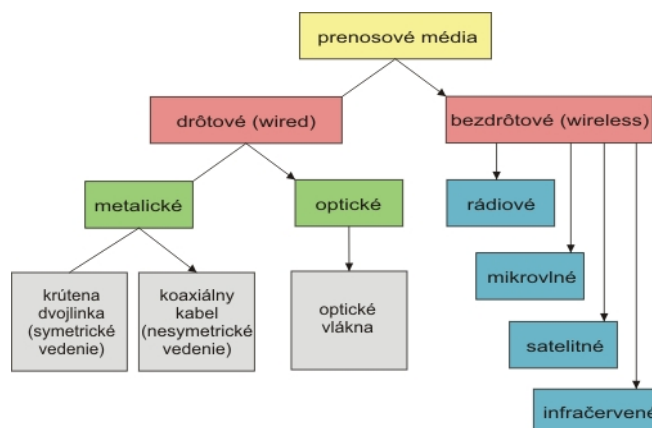 prenosové média
drôtové (wired)
bezdrôtové (wireless)
metalické
optické
rádiové
krútena
dvojlinka
(symetrické
vedenie)
koaxiálny
kabel
(nesymetrické
vedenie)
optické
vlákna
mikrovlné
satelitné
infračervené